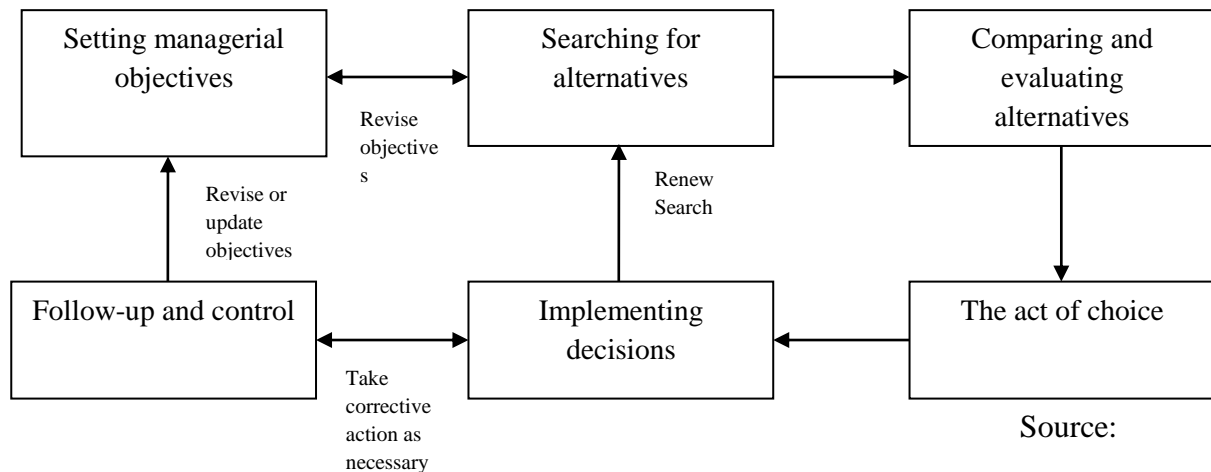 Setting managerial
objectives
Searching for
alternatives
Comparing and
evaluating
alternatives
Revise
objective
s
Revise or
update
objectives
Renew
Search
Follow-up and control
Implementing
decisions
The act of choice
Take
corrective
action as
necessary
Source: